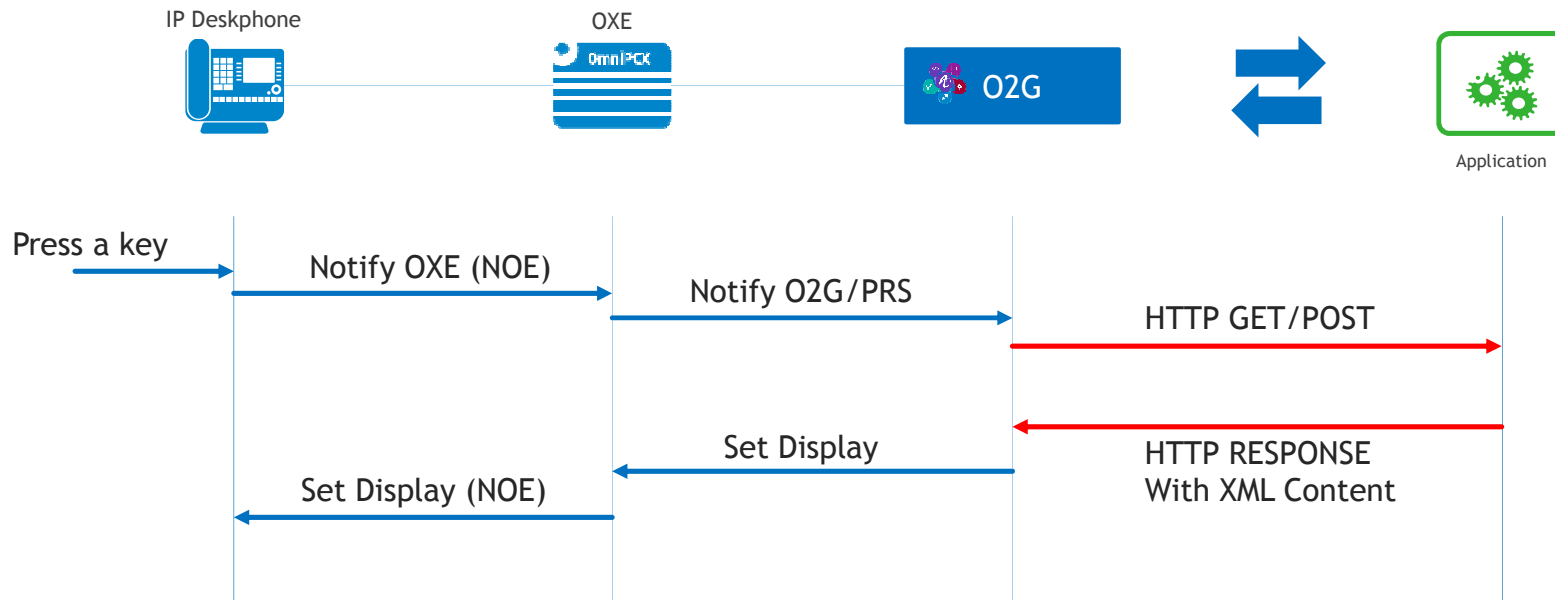 IP Deskphone
OXE
OmniPCX
O2G
Application
Press a key
Notify OXE (NOE)
Notify O2G/PRS
HTTP GET/POST
Set Display
HTTP RESPONSE
With XML Content
Set Display (NOE)